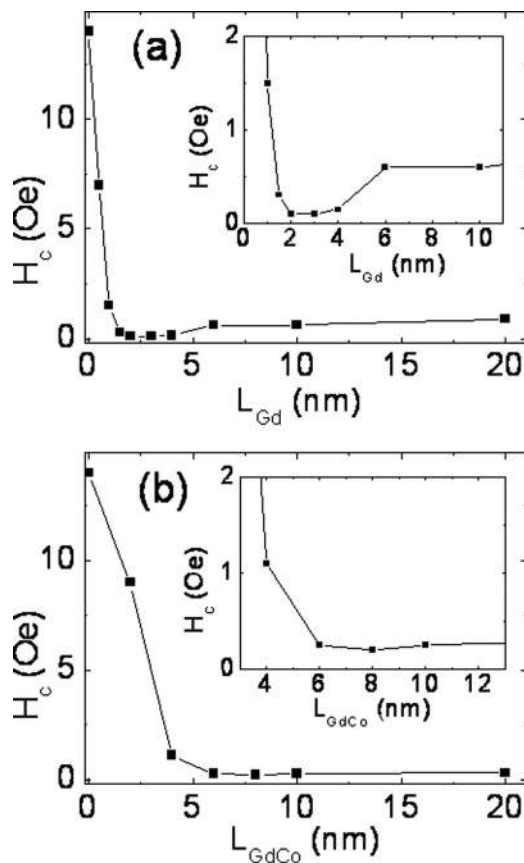 (a)
H_c (Oe)
10
5
0
0 5 10 15 20
L_Gd (nm)
H_c (Oe)
2
1
0
0 2 4 6 8 10
L_Gd (nm)
(b)
H_c (Oe)
10
5
0
0 5 10 15 20
L_GdCo (nm)
H_c (Oe)
2
1
0
4 6 8 10 12
L_GdCo (nm)